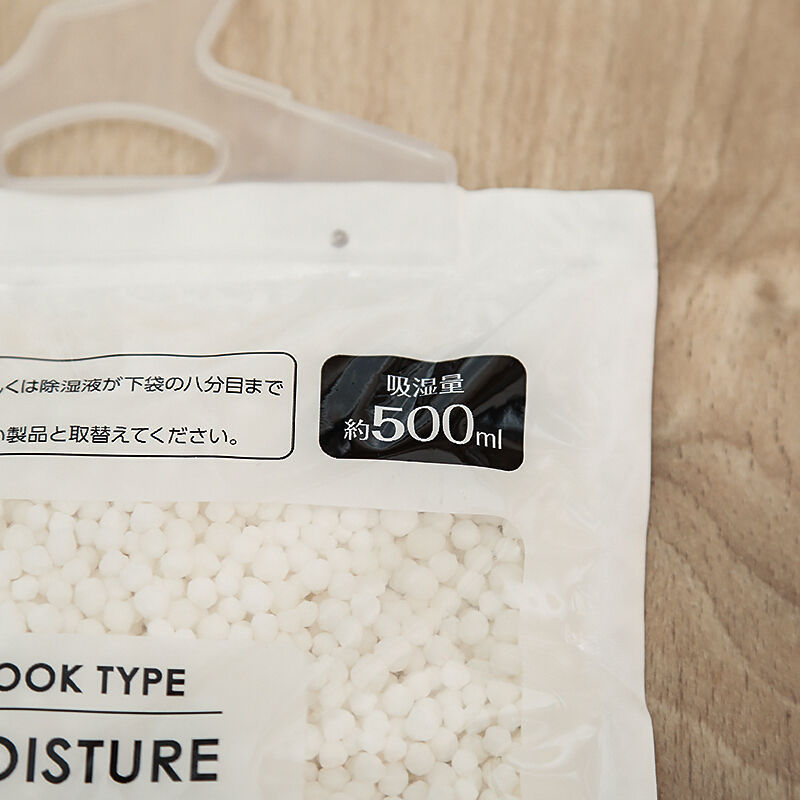 くは除湿液が下袋の八分目まで
製品と取替えてください。
吸湿量
約500ml
OOK TYPE
OISTURE